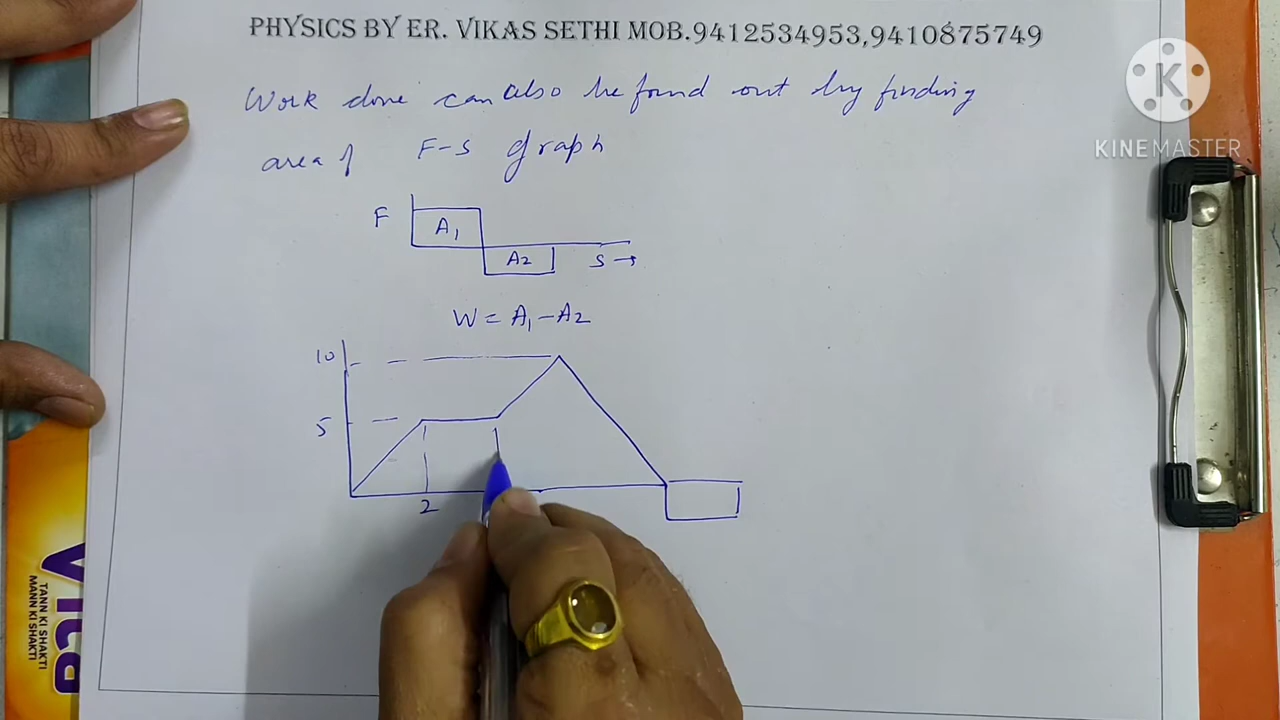 PHYSICS BY ER. VIKAS SETHI MOB.9412534953,9410875749
K
KINEMASTER
Work done can also be found out by finding
area of F-S graph
F
A1
A2
S →
W = A1 - A2
10
5
2
Vita
TANN KI SHAKTI
MANN KI SHAKTI